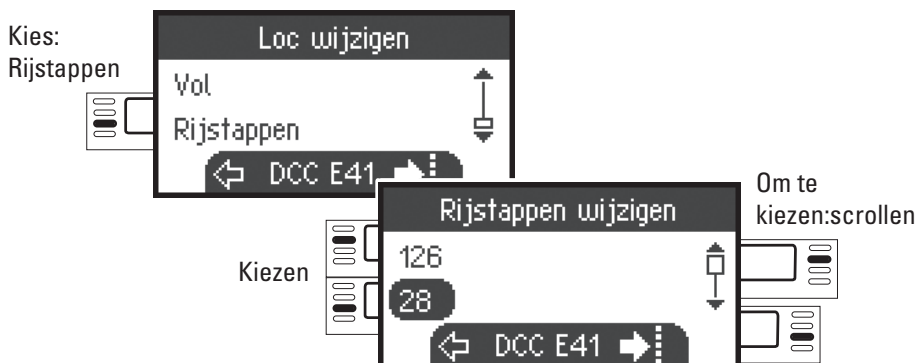 Kies:
Rijstappen
Loc wijzigen
Vol
Rijstappen
DCC E41
Rijstappen wijzigen
126
28
DCC E41
Kiezen
Om te
kiezen:scrollen